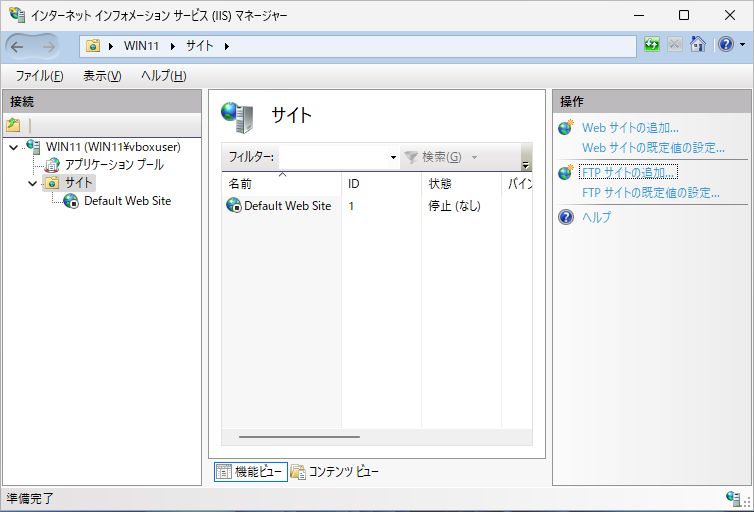 インターネット インフォメーション サービス (IIS) マネージャー
WIN11 サイト
ファイル(F) 表示(V) ヘルプ(H)
接続
WIN11 (WIN11¥vboxuser)
アプリケーション プール
サイト
Default Web Site
サイト
フィルター: 検索(G)
名前 ID 状態 バイン
Default Web Site 1 停止 (なし)
機能ビュー コンテンツ ビュー
操作
Web サイトの追加...
Web サイトの既定値の設定...
FTP サイトの追加...
FTP サイトの既定値の設定...
ヘルプ
準備完了